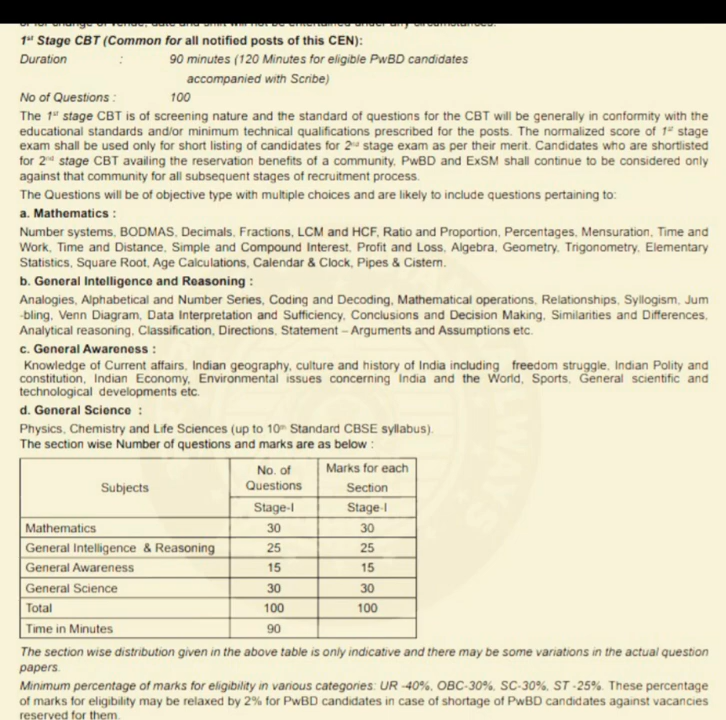 1st Stage CBT (Common for all notified posts of this CEN):
Duration : 90 minutes (120 Minutes for eligible PwBD candidates
accompanied with Scribe)
No of Questions : 100
The 1st stage CBT is of screening nature and the standard of questions for the CBT will be generally in conformity with the
educational standards and/or minimum technical qualifications prescribed for the posts. The normalized score of 1st stage
exam shall be used only for short listing of candidates for 2nd stage exam as per their merit. Candidates who are shortlisted
for 2nd stage CBT availing the reservation benefits of a community, PwBD and ExSM shall continue to be considered only
against that community for all subsequent stages of recruitment process.
The Questions will be of objective type with multiple choices and are likely to include questions pertaining to:
a. Mathematics :
Number systems, BODMAS, Decimals, Fractions, LCM and HCF, Ratio and Proportion, Percentages, Mensuration, Time and
Work, Time and Distance, Simple and Compound Interest, Profit and Loss, Algebra, Geometry, Trigonometry, Elementary
Statistics, Square Root, Age Calculations, Calendar & Clock, Pipes & Cistern.
b. General Intelligence and Reasoning :
Analogies, Alphabetical and Number Series, Coding and Decoding, Mathematical operations, Relationships, Syllogism, Jum
-bling, Venn Diagram, Data Interpretation and Sufficiency, Conclusions and Decision Making, Similarities and Differences,
Analytical reasoning, Classification, Directions, Statement – Arguments and Assumptions etc.
c. General Awareness :
Knowledge of Current affairs, Indian geography, culture and history of India including freedom struggle, Indian Polity and
constitution, Indian Economy, Environmental issues concerning India and the World, Sports, General scientific and
technological developments etc.
d. General Science :
Physics, Chemistry and Life Sciences (up to 10th Standard CBSE syllabus).
The section wise Number of questions and marks are as below :
Subjects No. of Questions Marks for each Section
Stage-I Stage-I
Mathematics 30 30
General Intelligence & Reasoning 25 25
General Awareness 15 15
General Science 30 30
Total 100 100
Time in Minutes 90
The section wise distribution given in the above table is only indicative and there may be some variations in the actual question
papers.
Minimum percentage of marks for eligibility in various categories: UR -40%, OBC-30%, SC-30%, ST -25%. These percentage
of marks for eligibility may be relaxed by 2% for PwBD candidates in case of shortage of PwBD candidates against vacancies
reserved for them.